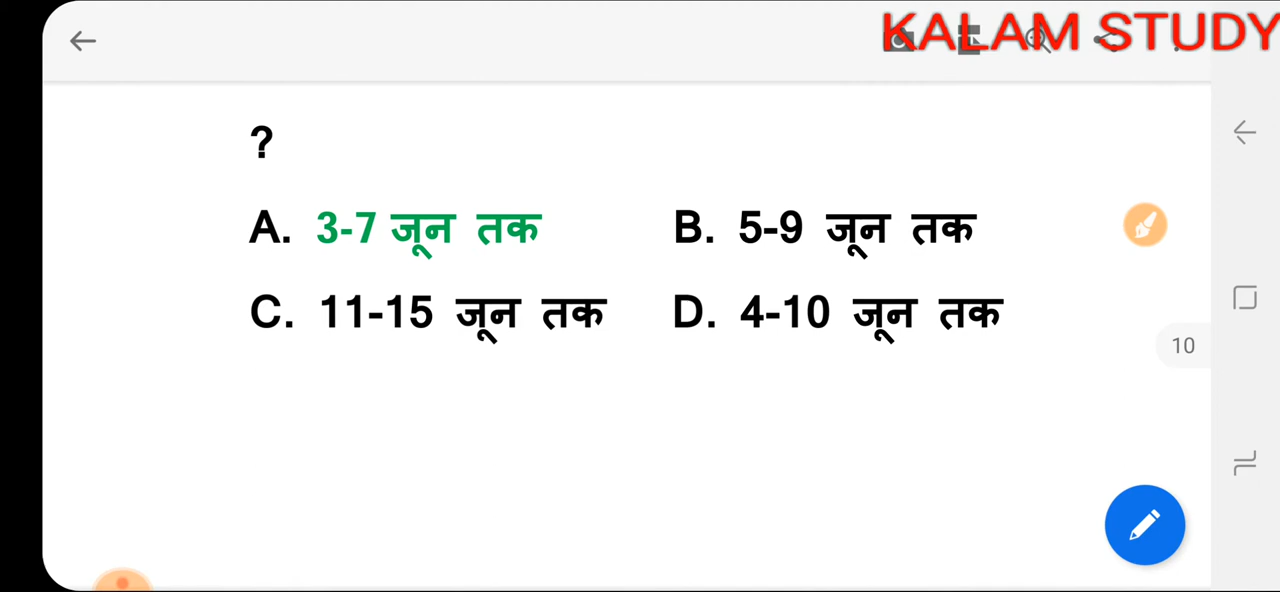 KALAM STUDY
?
A. 3-7 जून तक B. 5-9 जून तक
C. 11-15 जून तक D. 4-10 जून तक
10